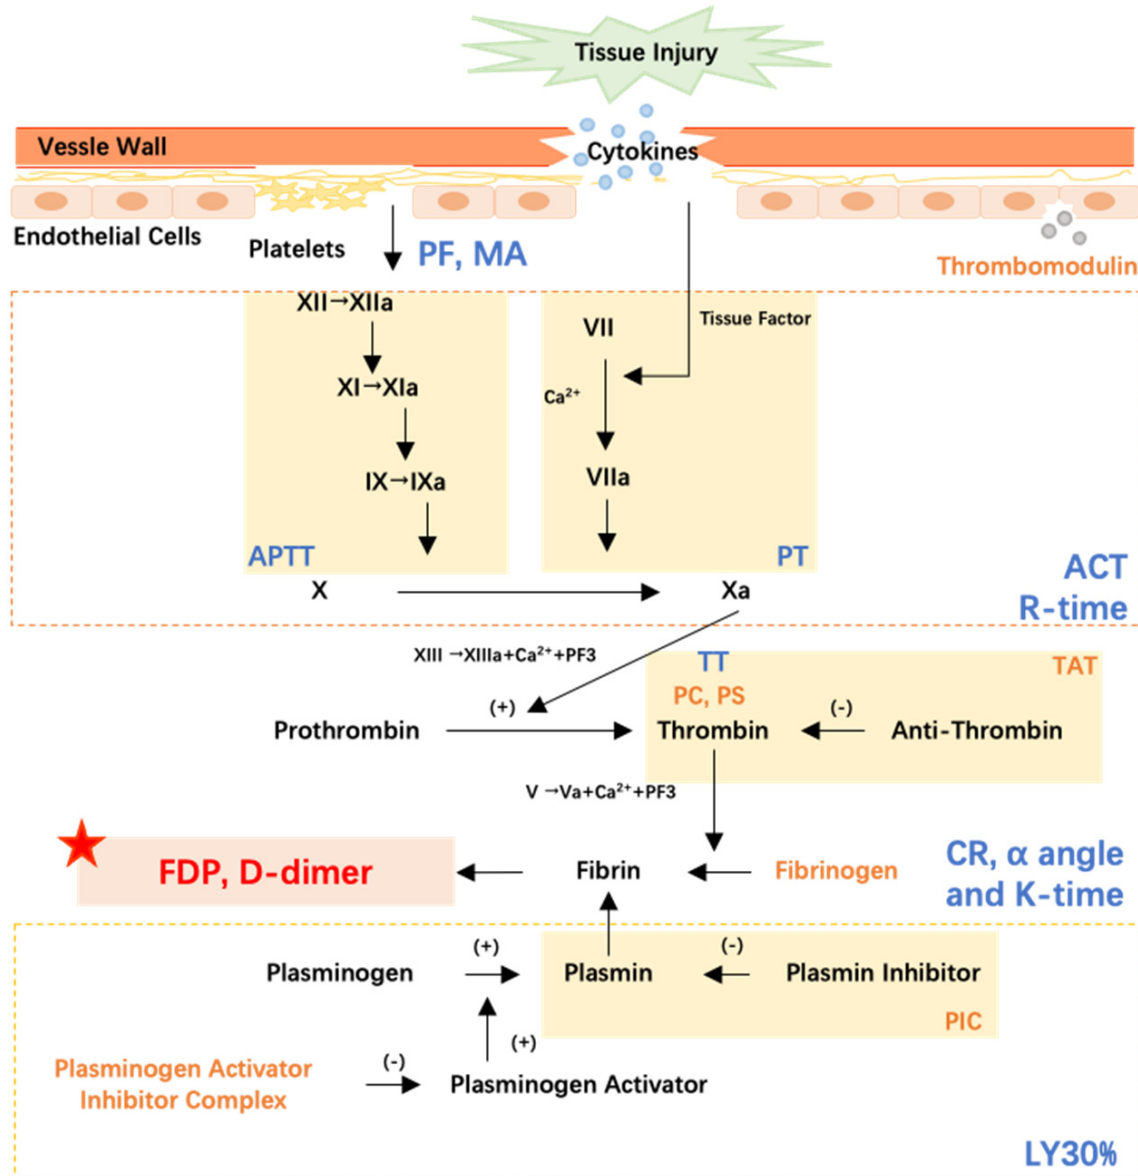 Tissue Injury
Vessle Wall
Cytokines
Endothelial Cells
Platelets
PF, MA
Thrombomodulin
XII→XIIa
VII
Tissue Factor
XI→XIa
Ca²⁺
IX→IXa
VIIa
APTT
PT
ACT
R-time
X
Xa
XIII →XIIIa+Ca²⁺+PF3
TT
TAT
PC, PS
(+)
(-)
Prothrombin
Thrombin
Anti-Thrombin
V →Va+Ca²⁺+PF3
FDP, D-dimer
Fibrin
Fibrinogen
CR, α angle
and K-time
(+)
(-)
Plasminogen
Plasmin
Plasmin Inhibitor
PIC
(+)
(-)
Plasminogen Activator
Inhibitor Complex
Plasminogen Activator
LY30%